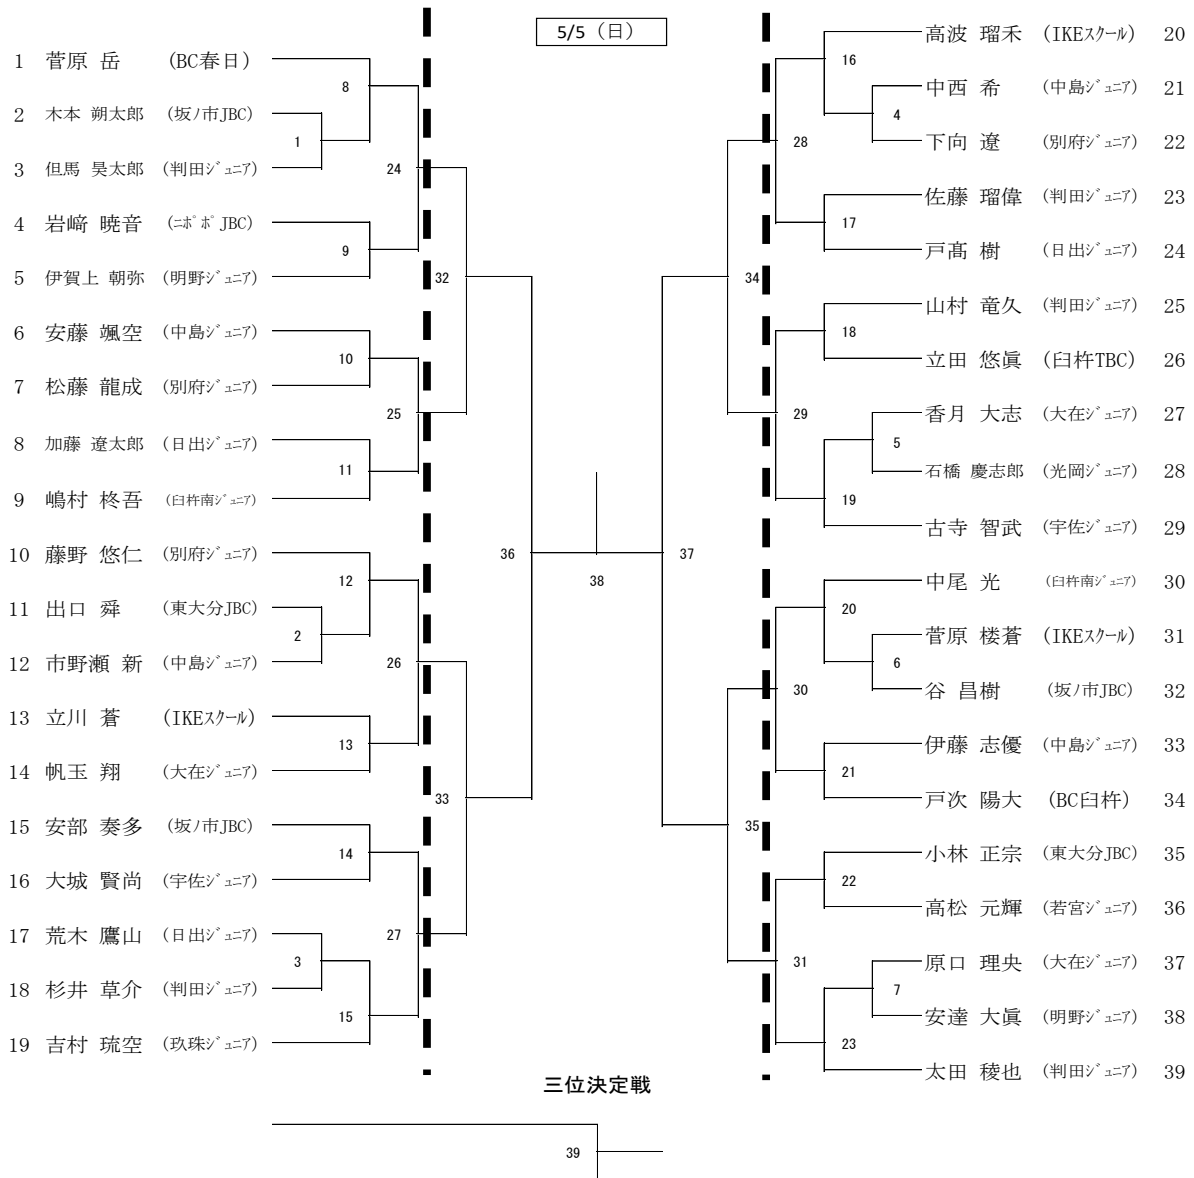 5/5（日）
1 菅原 岳 (BC春日)
2 木本 朔太郎 (坂ﾉ市JBC)
3 但馬 昊太郎 (判田ｼﾞｭﾆｱ)
4 岩﨑 暁音 (ﾆﾎﾟﾎﾟJBC)
5 伊賀上 朝弥 (明野ｼﾞｭﾆｱ)
6 安藤 颯空 (中島ｼﾞｭﾆｱ)
7 松藤 龍成 (別府ｼﾞｭﾆｱ)
8 加藤 遼太郎 (日出ｼﾞｭﾆｱ)
9 嶋村 柊吾 (臼杵南ｼﾞｭﾆｱ)
10 藤野 悠仁 (別府ｼﾞｭﾆｱ)
11 出口 舜 (東大分JBC)
12 市野瀬 新 (中島ｼﾞｭﾆｱ)
13 立川 蒼 (IKEｽｸｰﾙ)
14 帆玉 翔 (大在ｼﾞｭﾆｱ)
15 安部 奏多 (坂ﾉ市JBC)
16 大城 賢尚 (宇佐ｼﾞｭﾆｱ)
17 荒木 鷹山 (日出ｼﾞｭﾆｱ)
18 杉井 草介 (判田ｼﾞｭﾆｱ)
19 吉村 琉空 (玖珠ｼﾞｭﾆｱ)
8
1
24
9
32
10
25
11
36
12
2
26
13
33
14
27
3
15
38
37
16
4
28
17
34
18
29
5
19
20
6
30
21
35
22
31
7
23
高波 瑠禾 (IKEｽｸｰﾙ) 20
中西 希 (中島ｼﾞｭﾆｱ) 21
下向 遼 (別府ｼﾞｭﾆｱ) 22
佐藤 瑠偉 (判田ｼﾞｭﾆｱ) 23
戸髙 樹 (日出ｼﾞｭﾆｱ) 24
山村 竜久 (判田ｼﾞｭﾆｱ) 25
立田 悠眞 (臼杵TBC) 26
香月 大志 (大在ｼﾞｭﾆｱ) 27
石橋 慶志郎 (光岡ｼﾞｭﾆｱ) 28
古寺 智武 (宇佐ｼﾞｭﾆｱ) 29
中尾 光 (臼杵南ｼﾞｭﾆｱ) 30
菅原 楼蒼 (IKEｽｸｰﾙ) 31
谷 昌樹 (坂ﾉ市JBC) 32
伊藤 志優 (中島ｼﾞｭﾆｱ) 33
戸次 陽大 (BC臼杵) 34
小林 正宗 (東大分JBC) 35
高松 元輝 (若宮ｼﾞｭﾆｱ) 36
原口 理央 (大在ｼﾞｭﾆｱ) 37
安達 大眞 (明野ｼﾞｭﾆｱ) 38
太田 稜也 (判田ｼﾞｭﾆｱ) 39
三位決定戦
39